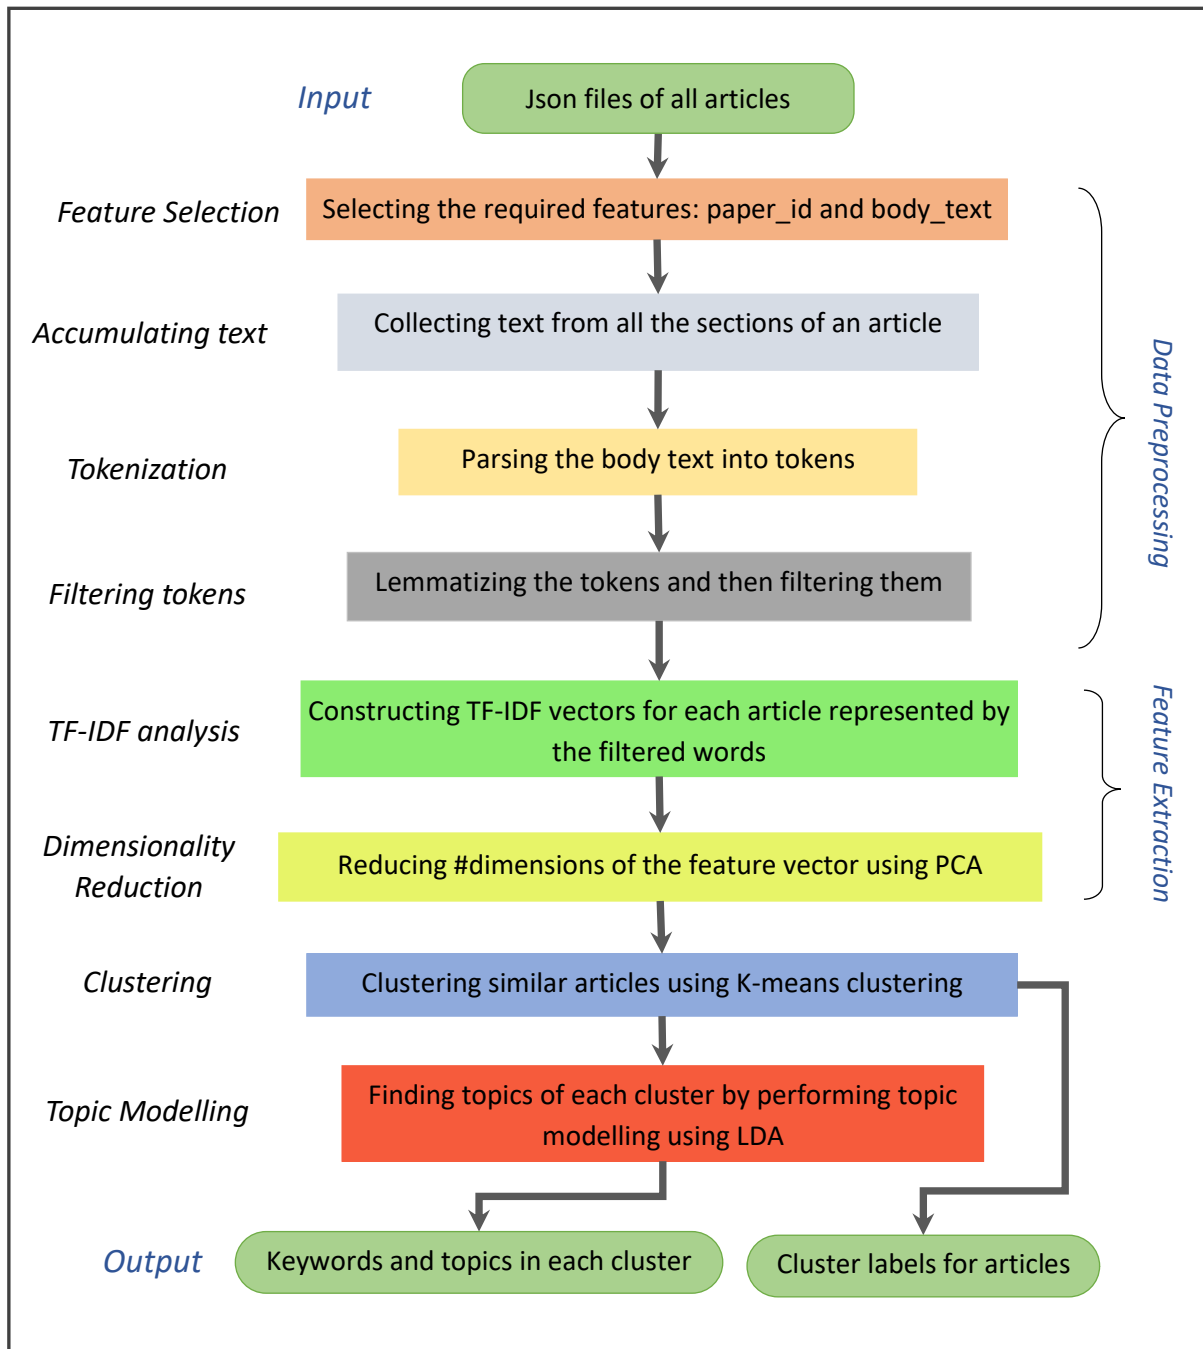 Input
Json files of all articles
Feature Selection
Selecting the required features: paper_id and body_text
Accumulating text
Collecting text from all the sections of an article
Tokenization
Parsing the body text into tokens
Filtering tokens
Lemmatizing the tokens and then filtering them
Data Preprocessing
TF-IDF analysis
Constructing TF-IDF vectors for each article represented by
the filtered words
Dimensionality
Reduction
Reducing #dimensions of the feature vector using PCA
Feature Extraction
Clustering
Clustering similar articles using K-means clustering
Topic Modelling
Finding topics of each cluster by performing topic
modelling using LDA
Output
Keywords and topics in each cluster
Cluster labels for articles